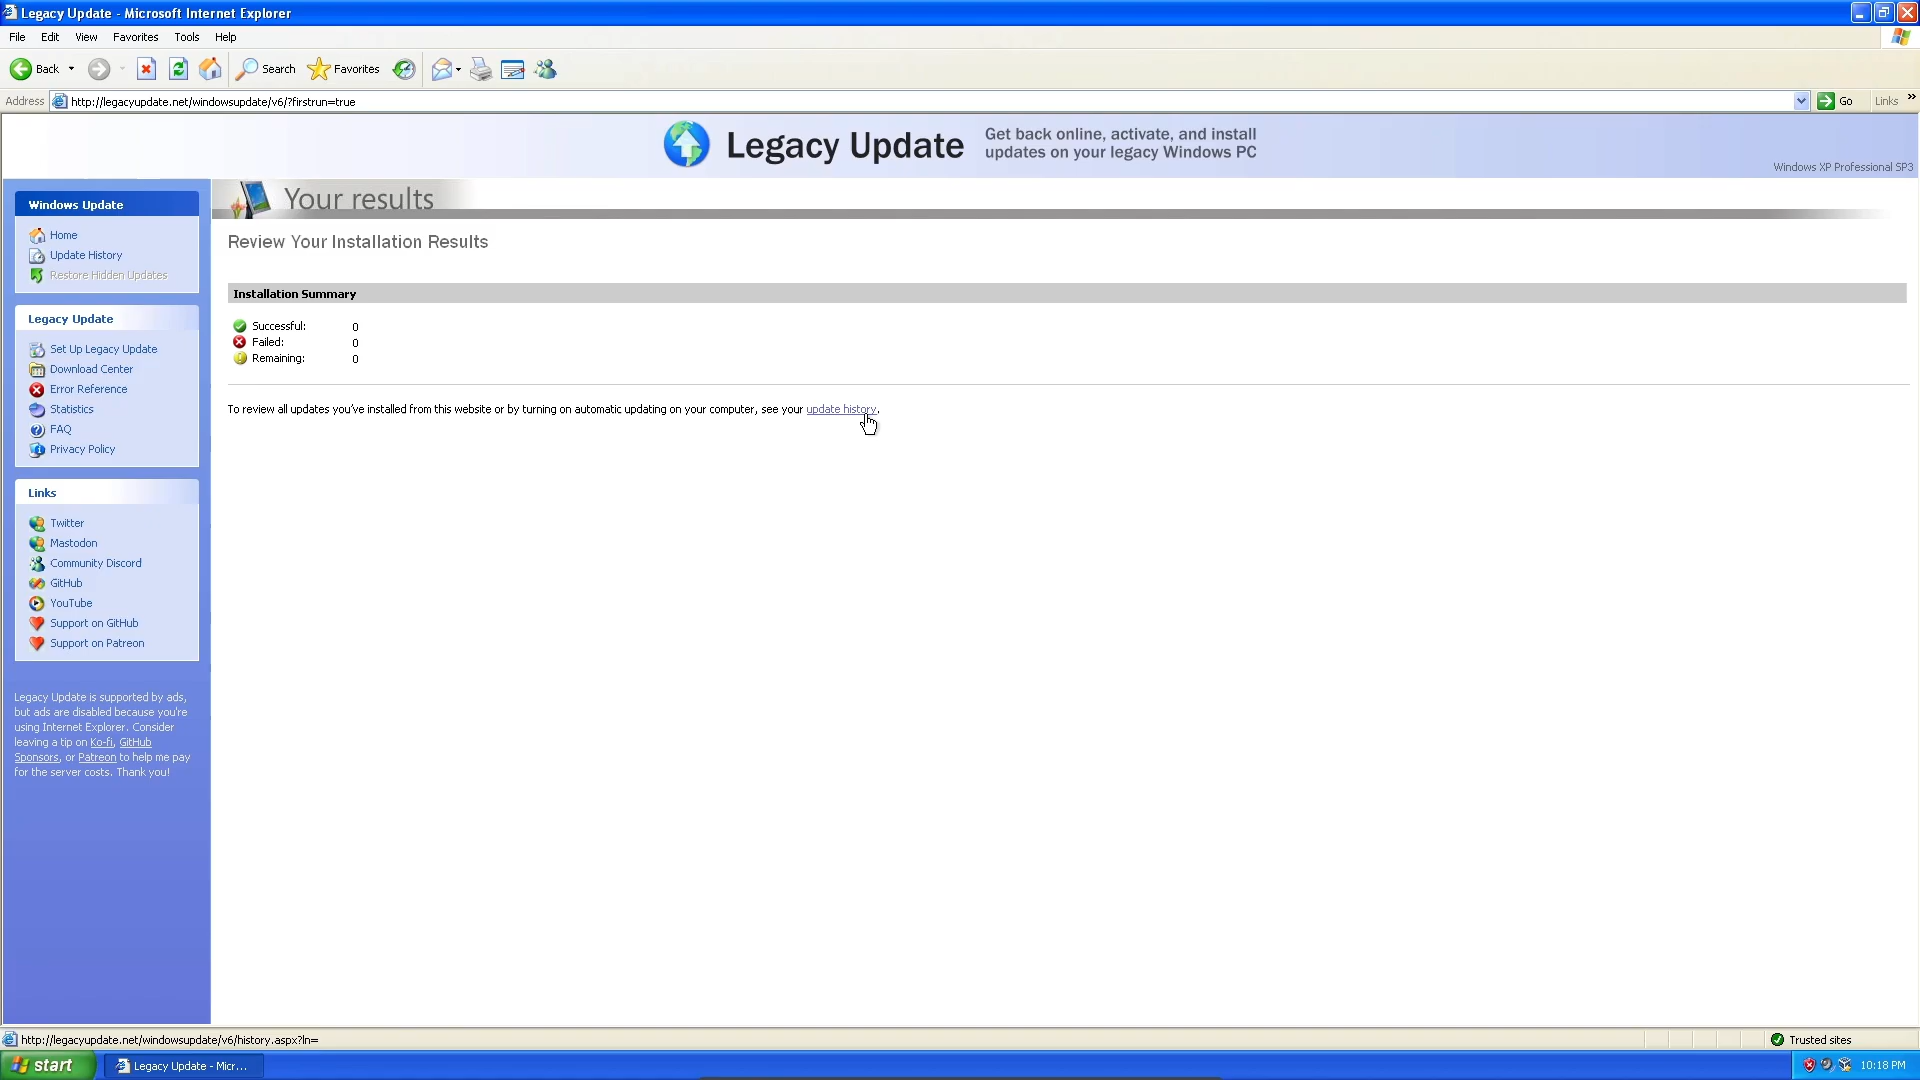 Legacy Update - Microsoft Internet Explorer
File Edit View Favorites Tools Help
Back Search Favorites
Address http://legacyupdate.net/windowsupdate/v6/?firstrun=true Go Links »
Legacy Update
Get back online, activate, and install
updates on your legacy Windows PC
Windows XP Professional SP3
Windows Update
Home
Update History
Restore Hidden Updates
Legacy Update
Set Up Legacy Update
Download Center
Error Reference
Statistics
FAQ
Privacy Policy
Links
Twitter
Mastodon
Community Discord
GitHub
YouTube
Support on GitHub
Support on Patreon
Legacy Update is supported by ads,
but ads are disabled because you're
using Internet Explorer. Consider
leaving a tip on Ko-fi, GitHub
Sponsors, or Patreon to help me pay
for the server costs. Thank you!
Your results
Review Your Installation Results
Installation Summary
Successful: 0
Failed: 0
Remaining: 0
To review all updates you've installed from this website or by turning on automatic updating on your computer, see your update history.
http://legacyupdate.net/windowsupdate/v6/history.aspx?ln=
Trusted sites
start
Legacy Update - Micr...
10:18 PM